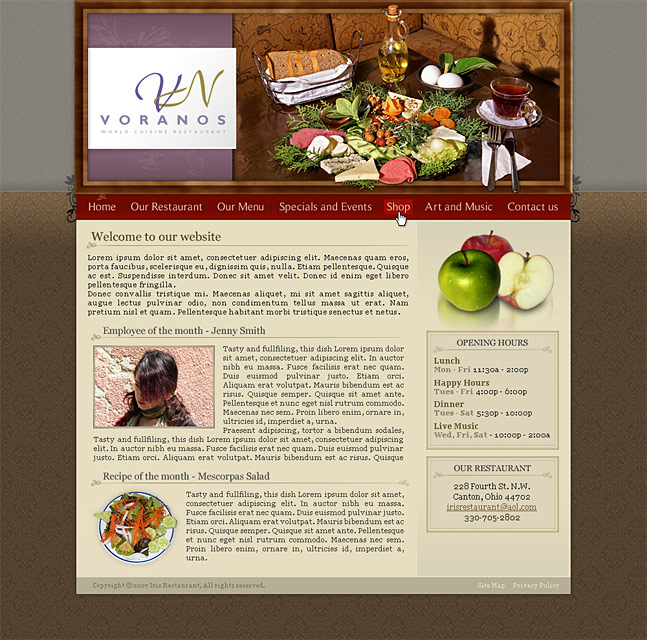 VN
VORANOS
WORLD CUISINE RESTAURANT
Home Our Restaurant Our Menu Specials and Events Shop Art and Music Contact us
Welcome to our website
Lorem ipsum dolor sit amet, consectetuer adipiscing elit. Maecenas quam eros,
porta faucibus, scelerisque eu, dignissim quis, nulla. Etiam pellentesque. Quisque
ac est. Suspendisse interdum. Donec sit amet velit. Donec id enim eget libero
pellentesque fringilla.
Donec convallis tristique mi. Maecenas aliquet, mi sit amet sagittis aliquet,
augue lectus pulvinar odio, non condimentum tellus massa ut erat. Nam
pretium nisl et quam. Pellentesque habitant morbi tristique senectus et netus.
Employee of the month - Jenny Smith
Tasty and fullfiling, this dish Lorem ipsum dolor sit
amet, consectetuer adipiscing elit. In auctor
nibh eu massa. Fusce facilisis erat nec quam.
Duis euismod pulvinar justo. Etiam orci.
Aliquam erat volutpat. Mauris bibendum est ac
risus. Quisque semper. Quisque sit amet ante.
Pellentesque et nunc eget nisl rutrum commodo.
Maecenas nec sem. Proin libero enim, ornare in,
ultricies id, imperdiet a, urna.
Praesent adipiscing, tortor a bibendum sodales,
Tasty and fullfiling, this dish Lorem ipsum dolor sit amet, consectetuer adipiscing
elit. In auctor nibh eu massa. Fusce facilisis erat nec quam. Duis euismod pulvinar
justo. Etiam orci. Aliquam erat volutpat. Mauris bibendum est ac risus. Quisque
Recipe of the month - Mescorpas Salad
Tasty and fullfiling, this dish Lorem ipsum dolor sit amet,
consectetuer adipiscing elit. In auctor nibh eu massa.
Fusce facilisis erat nec quam. Duis euismod pulvinar justo.
Etiam orci. Aliquam erat volutpat. Mauris bibendum est ac
risus. Quisque semper. Quisque sit amet ante. Pellentesque
et nunc eget nisl rutrum commodo. Maecenas nec sem.
Proin libero enim, ornare in, ultricies id, imperdiet a,
urna.
OPENING HOURS
Lunch
Mon - Fri 11:30a - 2:00p
Happy Hours
Tues - Fri 4:00p - 6:00p
Dinner
Tues - Sat 5:30p - 10:00p
Live Music
Wed, Fri, Sat - 10:00p - 2:00a
OUR RESTAURANT
228 Fourth St. N.W.
Canton, Ohio 44702
irisrestaurant@aol.com
330-705-2802
Copyright © 2007 Iris Restaurant, All rights reserved.
Site Map Privacy Policy